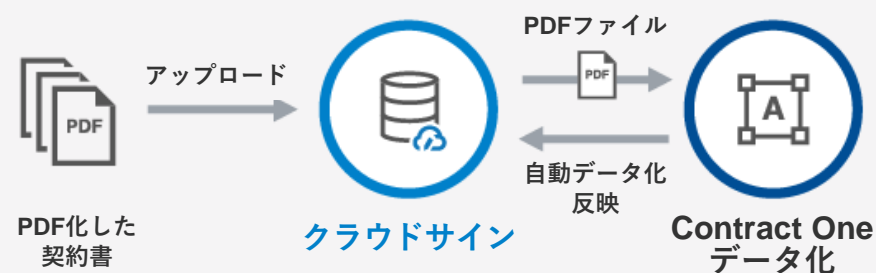 PDF
PDF化した
契約書
アップロード
クラウドサイン
PDFファイル
PDF
自動データ化
反映
A
Contract One
データ化